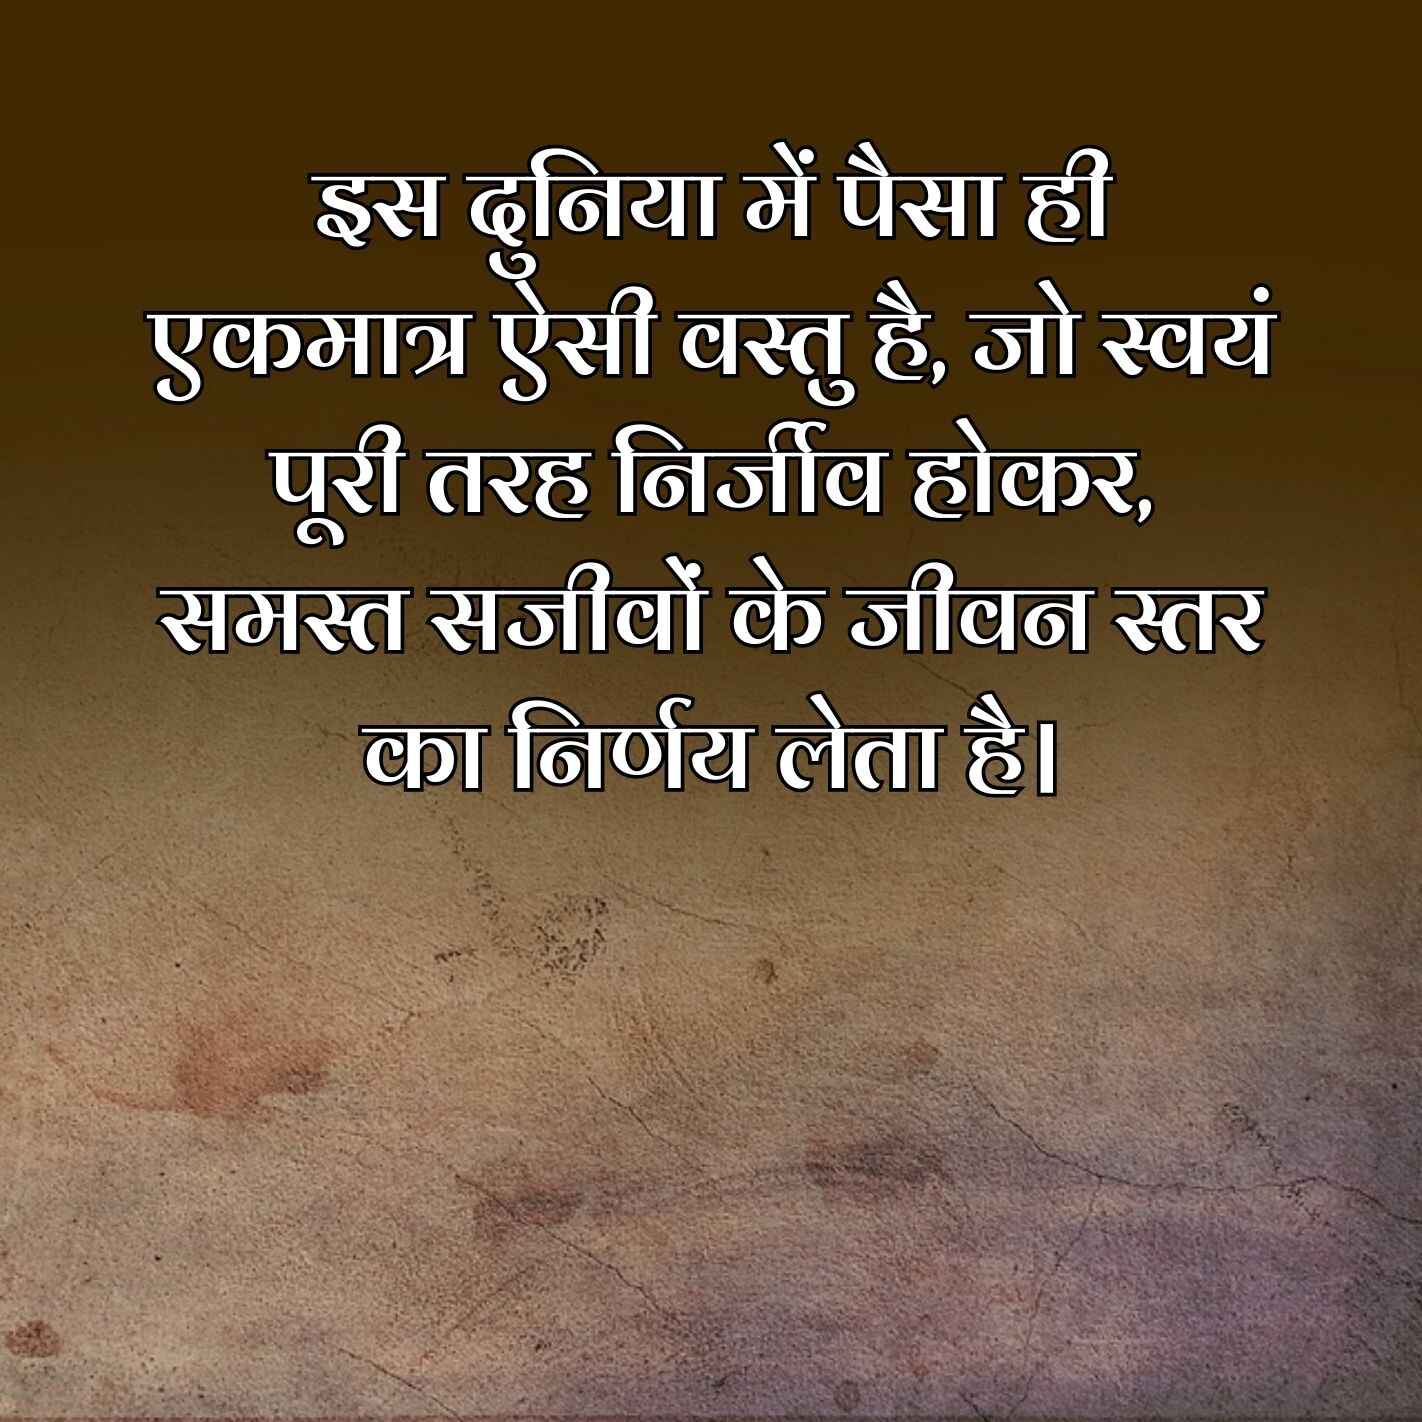 इस दुनिया में पैसा ही
एकमात्र ऐसी वस्तु है, जो स्वयं
पूरी तरह निर्जीव होकर,
समस्त सजीवों के जीवन स्तर
का निर्णय लेता है।